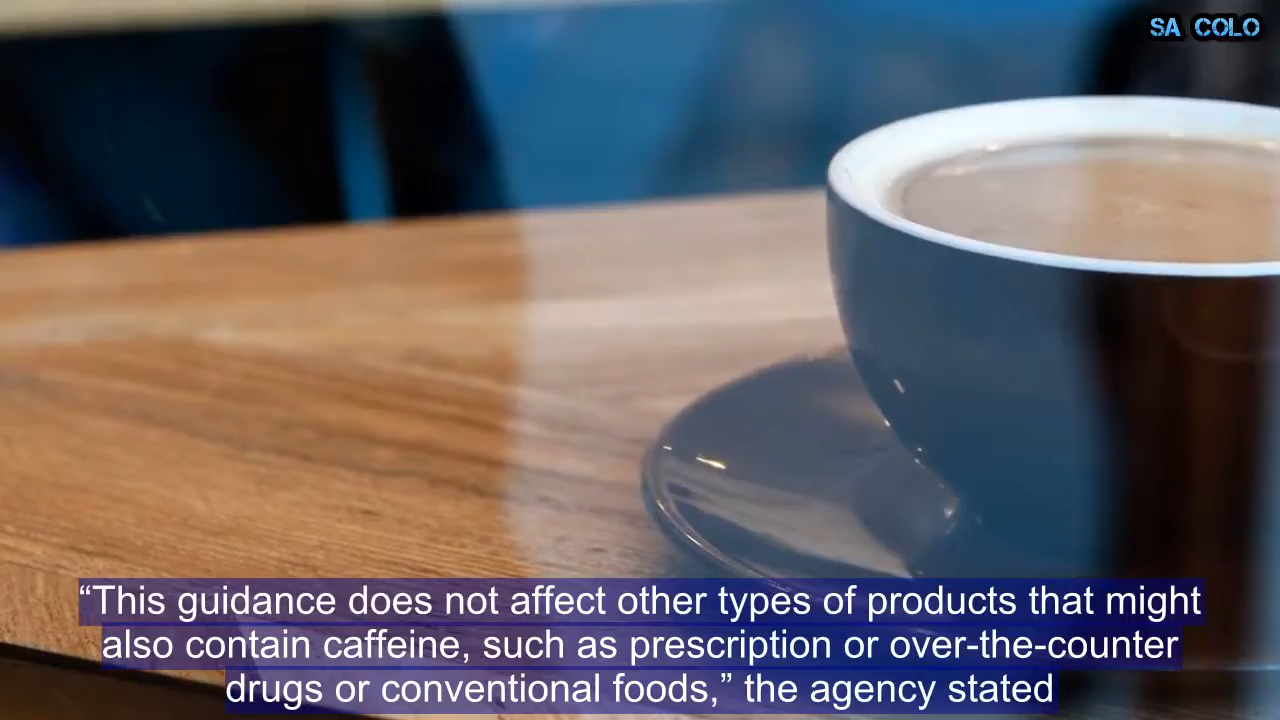 SA COLO
“This guidance does not affect other types of products that might
also contain caffeine, such as prescription or over-the-counter
drugs or conventional foods,” the agency stated